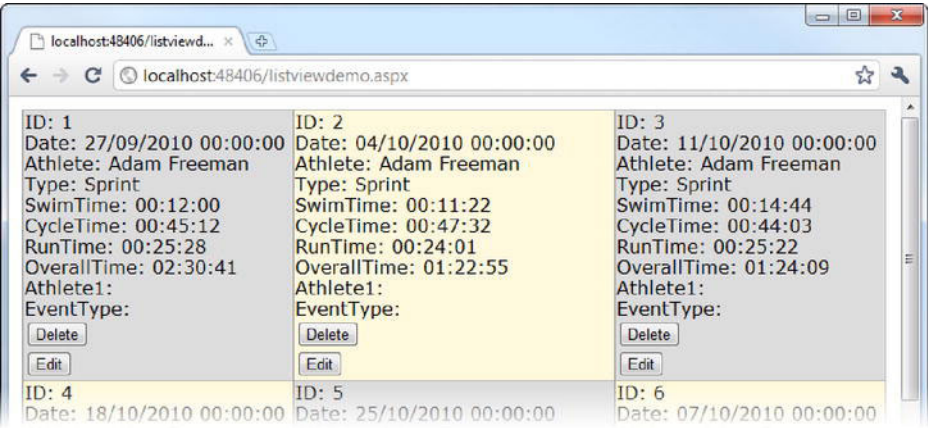 localhost:48406/listviewd...
localhost:48406/listviewdemo.aspx
ID: 1
Date: 27/09/2010 00:00:00
Athlete: Adam Freeman
Type: Sprint
SwimTime: 00:12:00
CycleTime: 00:45:12
RunTime: 00:25:28
OverallTime: 02:30:41
Athlete1:
EventType:
Delete
Edit
ID: 2
Date: 04/10/2010 00:00:00
Athlete: Adam Freeman
Type: Sprint
SwimTime: 00:11:22
CycleTime: 00:47:32
RunTime: 00:24:01
OverallTime: 01:22:55
Athlete1:
EventType:
Delete
Edit
ID: 3
Date: 11/10/2010 00:00:00
Athlete: Adam Freeman
Type: Sprint
SwimTime: 00:14:44
CycleTime: 00:44:03
RunTime: 00:25:22
OverallTime: 01:24:09
Athlete1:
EventType:
Delete
Edit
ID: 4
Date: 18/10/2010 00:00:00
ID: 5
Date: 25/10/2010 00:00:00
ID: 6
Date: 07/10/2010 00:00:00